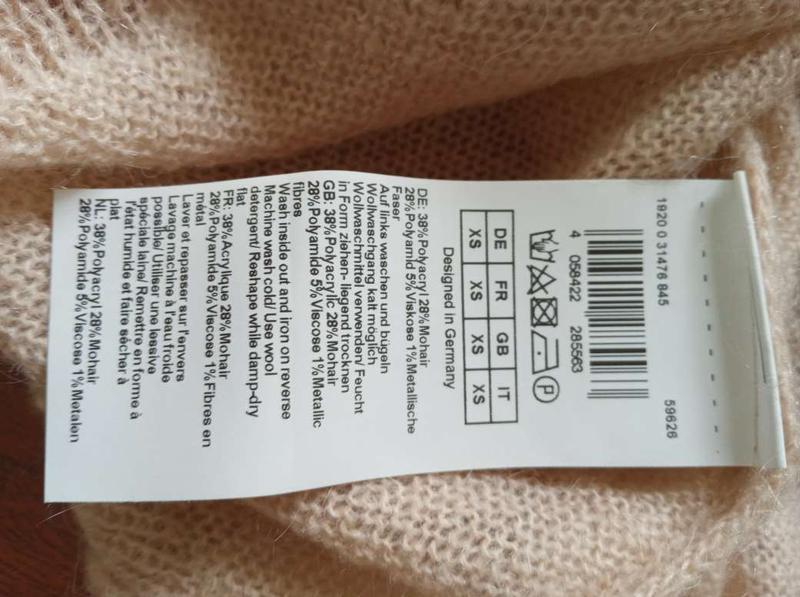 1920 0 31476 845
59626
4 058422 285563
P
DE FR GB IT
XS XS XS XS
Designed in Germany
DE: 38%Polyacryl 28%Mohair
28%Polyamid 5%Viskose 1%Metallische
Faser
Auf links waschen und bügeln
Wollwaschgang kalt möglich
Wollwaschmittel verwenden/ Feucht
in Form ziehen- liegend trocknen
GB: 38%Polyacrylic 28%Mohair
28%Polyamide 5%Viscose 1%Metallic
fibres
Wash inside out and iron on reverse
Machine wash cold/ Use wool
detergent/ Reshape while damp-dry
flat
FR: 38%Acrylique 28%Mohair
28%Polyamide 5%Viscose 1%Fibres en
métal
Laver et repasser sur l'envers
Lavage machine à l'eau froide
possible/ Utiliser une lessive
spéciale laine/ Remettre en forme à
l'état humide et faire sécher à
plat
NL: 38%Polyacryl 28%Mohair
28%Polyamide 5%Viscose 1%Metalen